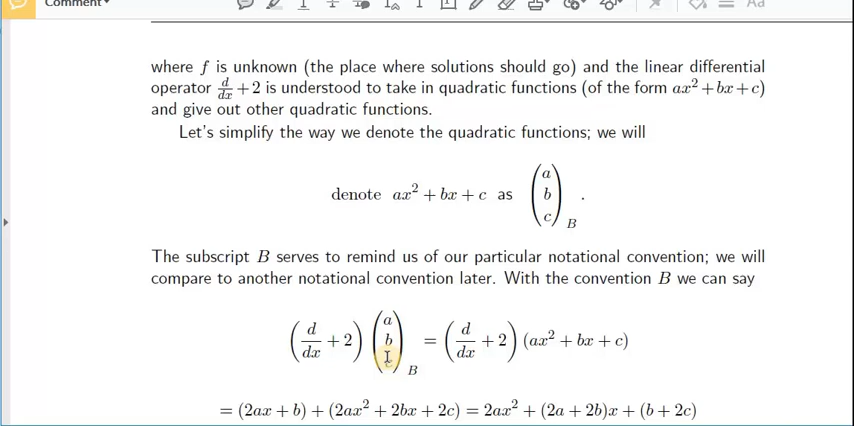 Comment
where f is unknown (the place where solutions should go) and the linear differential
operator d/dx + 2 is understood to take in quadratic functions (of the form ax² + bx + c)
and give out other quadratic functions.
Let's simplify the way we denote the quadratic functions; we will
denote ax² + bx + c as (a b c)_B .
The subscript B serves to remind us of our particular notational convention; we will
compare to another notational convention later. With the convention B we can say
(d/dx + 2) (a b c)_B = (d/dx + 2) (ax² + bx + c)
= (2ax + b) + (2ax² + 2bx + 2c) = 2ax² + (2a + 2b)x + (b + 2c)